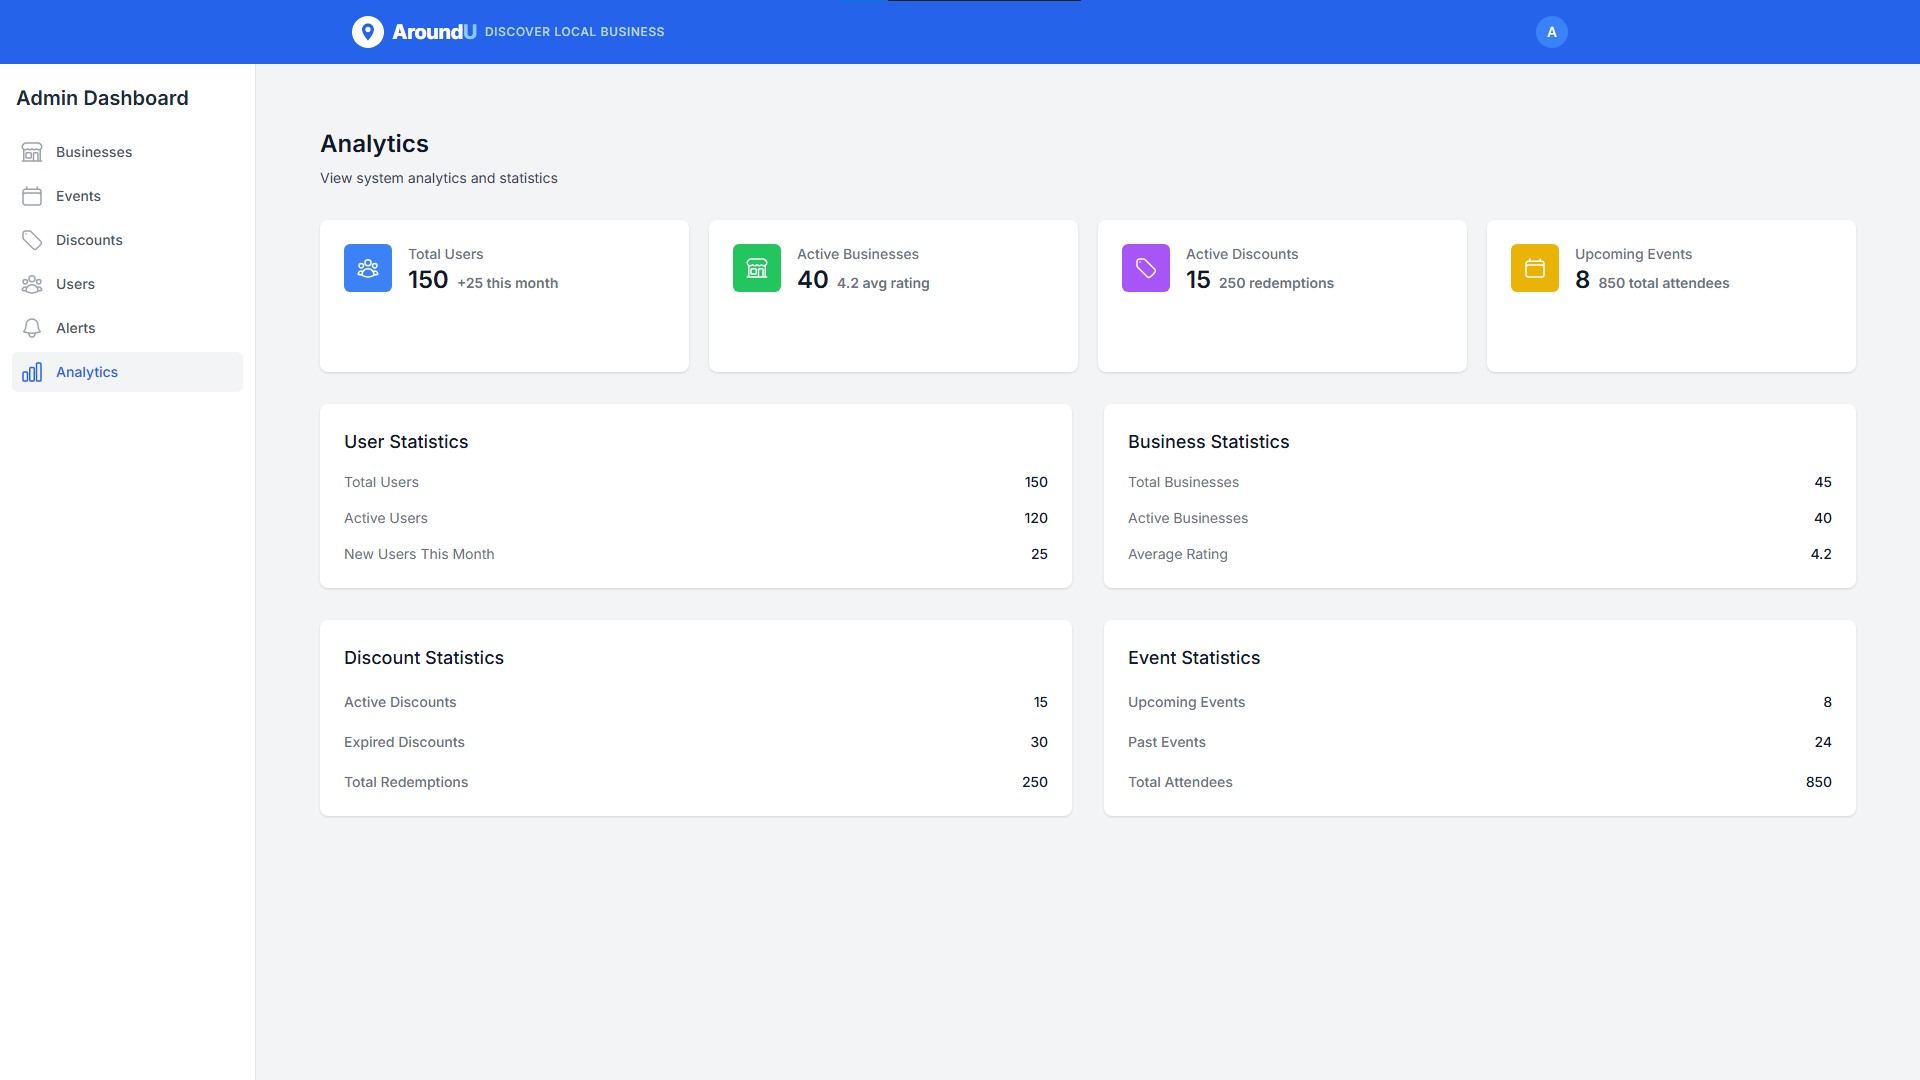 AroundU DISCOVER LOCAL BUSINESS
A
Admin Dashboard
Businesses
Events
Discounts
Users
Alerts
Analytics
Analytics
View system analytics and statistics
Total Users
150 +25 this month
Active Businesses
40 4.2 avg rating
Active Discounts
15 250 redemptions
Upcoming Events
8 850 total attendees
User Statistics
Total Users 150
Active Users 120
New Users This Month 25
Business Statistics
Total Businesses 45
Active Businesses 40
Average Rating 4.2
Discount Statistics
Active Discounts 15
Expired Discounts 30
Total Redemptions 250
Event Statistics
Upcoming Events 8
Past Events 24
Total Attendees 850